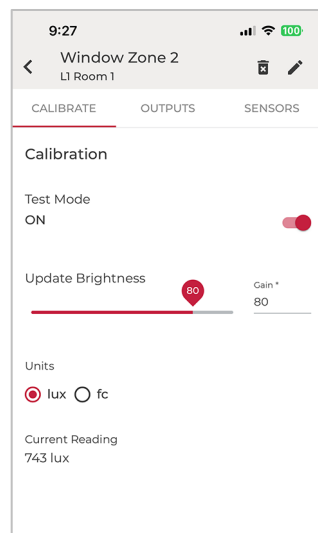 9:27
100
Window Zone 2
L1 Room 1
CALIBRATE OUTPUTS SENSORS
Calibration
Test Mode
ON
Update Brightness
80
Gain *
80
Units
lux fc
Current Reading
743 lux